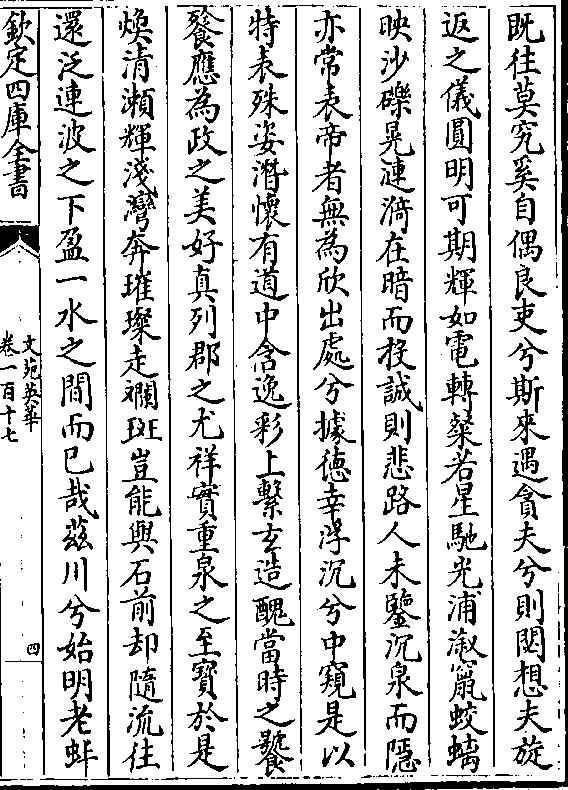 既往莫究奚自偶良吏兮斯來遇貪夫兮則閟想夫旋
返之儀圓明可期輝如電轉粲若星馳光浦淑竄蛟螭
映沙礫晃漣漪在暗而投誠則悲路人未鑒沉泉而隱
亦常表帝者無為欣出處兮據德幸浮沉兮中窺是以
特表殊姿潛懷有道中含逸彩上繫玄造醜當時之饕
餮應為政之美好真列郡之尤祥實重泉之至寳於是
煥清瀬輝淺灣奔璀璨走斕斑豈能與石前却隨流往
還泛連波之下盈一水之間而已哉兹川兮始明老蚌
欽定四庫全書
文苑英華
卷一百十七
四